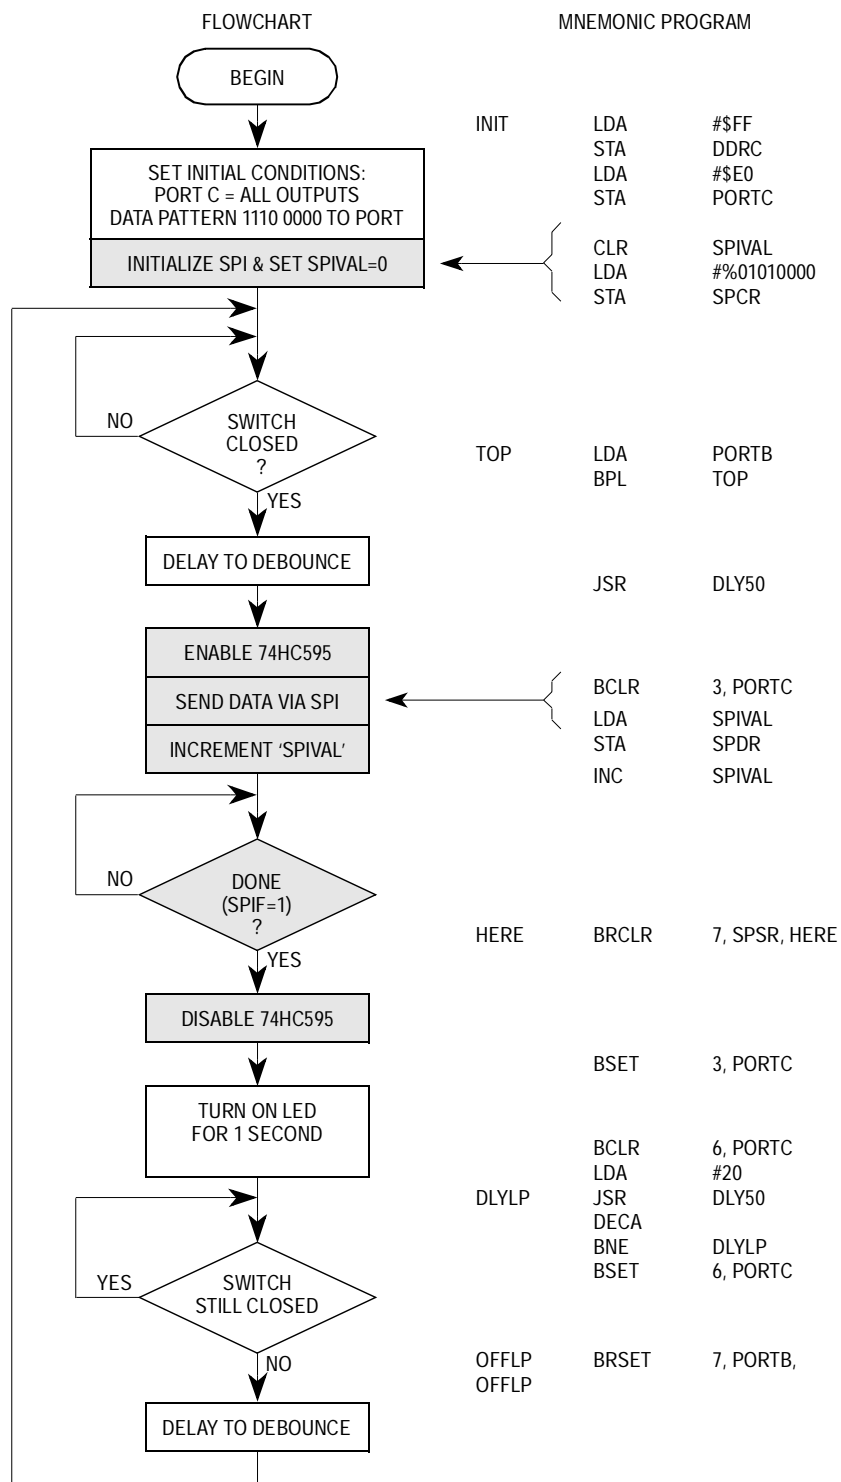 FLOWCHART
MNEMONIC PROGRAM
BEGIN
SET INITIAL CONDITIONS:
PORT C = ALL OUTPUTS
DATA PATTERN 1110 0000 TO PORT
INITIALIZE SPI & SET SPIVAL=0
NO
SWITCH
CLOSED
?
YES
DELAY TO DEBOUNCE
ENABLE 74HC595
SEND DATA VIA SPI
INCREMENT ‘SPIVAL’
NO
DONE
(SPIF=1)
?
YES
DISABLE 74HC595
TURN ON LED
FOR 1 SECOND
YES
SWITCH
STILL CLOSED
NO
DELAY TO DEBOUNCE
INIT LDA #$FF
STA DDRC
LDA #$E0
STA PORTC
CLR SPIVAL
LDA #%01010000
STA SPCR
TOP LDA PORTB
BPL TOP
JSR DLY50
BCLR 3, PORTC
LDA SPIVAL
STA SPDR
INC SPIVAL
HERE BRCLR 7, SPSR, HERE
BSET 3, PORTC
BCLR 6, PORTC
LDA #20
DLYLP JSR DLY50
DECA
BNE DLYLP
BSET 6, PORTC
OFFLP BRSET 7, PORTB,
OFFLP